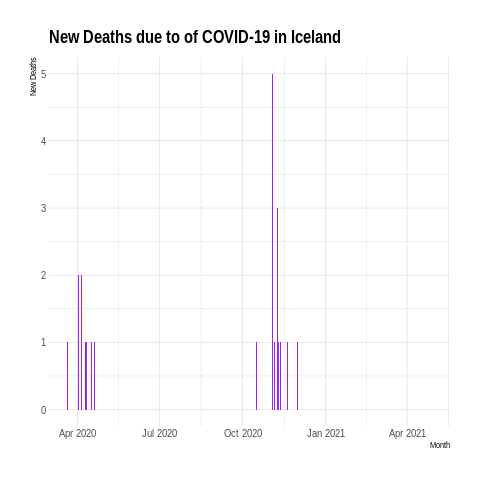 New Deaths due to of COVID-19 in Iceland
New Deaths
5
4
3
2
1
0
Apr 2020 Jul 2020 Oct 2020 Jan 2021 Apr 2021
Month